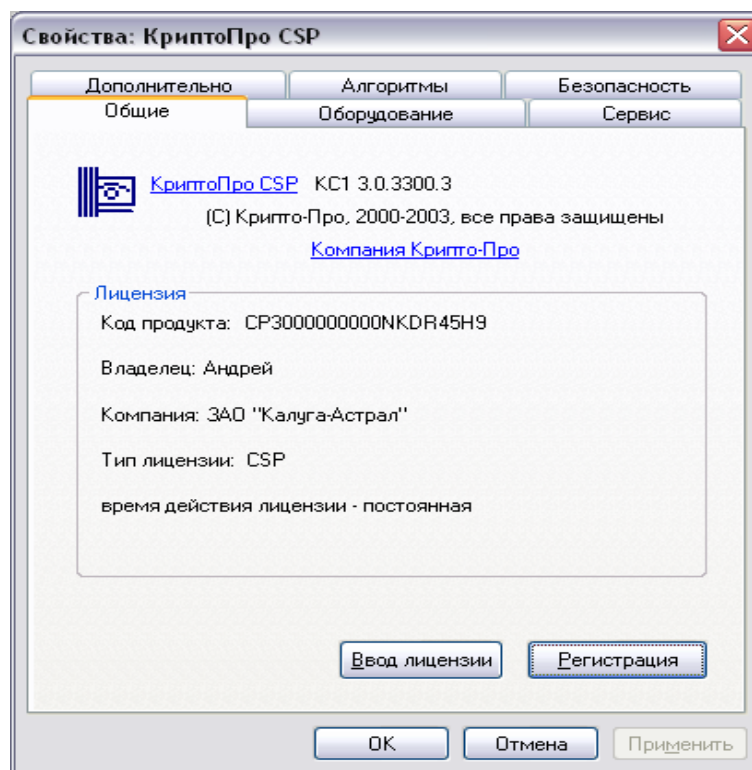 Свойства: КриптоПро CSP
Дополнительно Алгоритмы Безопасность
Общие Оборудование Сервис
КриптоПро CSP КС1 3.0.3300.3
(C) Крипто-Про, 2000-2003, все права защищены
Компания Крипто-Про
Лицензия
Код продукта: CP3000000000NKDR45H9
Владелец: Андрей
Компания: ЗАО "Калуга-Астрал"
Тип лицензии: CSP
время действия лицензии - постоянная
Ввод лицензии Регистрация
OK Отмена Применить